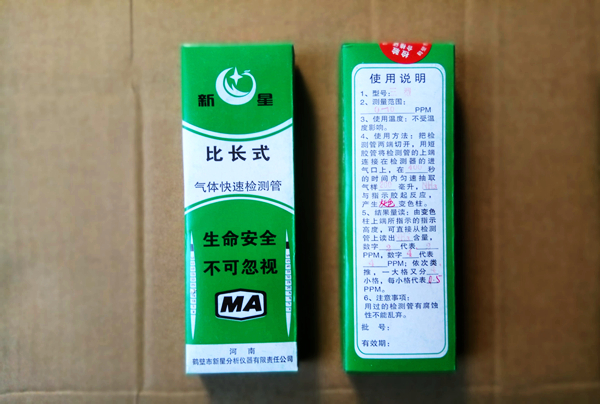 新 星
比长式
气体快速检测管
生命安全
不可忽视
MA
河 南
鹤壁市新星分析仪器有限责任公司
使用说明
1、型号:
2、测量范围:
PPM
3、使用温度: 不受温
度影响。
4、使用方法: 把检
测管两端切开, 用短
胶管将检测管的上端
连接在检测器的进
气口上, 在 秒
的时间内匀速抽取
气样 毫升,
与指示胶起反应,
产生 色 变色柱。
5、结果量读: 由变色
柱上端所指示的指示
高度, 可直接从检测
管上读出 含量,
数字 代表
PPM, 数字 代表
PPM; 依次类
推, 一大格又分
小格, 每小格代表0.5
PPM。
6、注意事项:
用过的检测管有腐蚀
性不能乱弃。
批 号:
有效期: